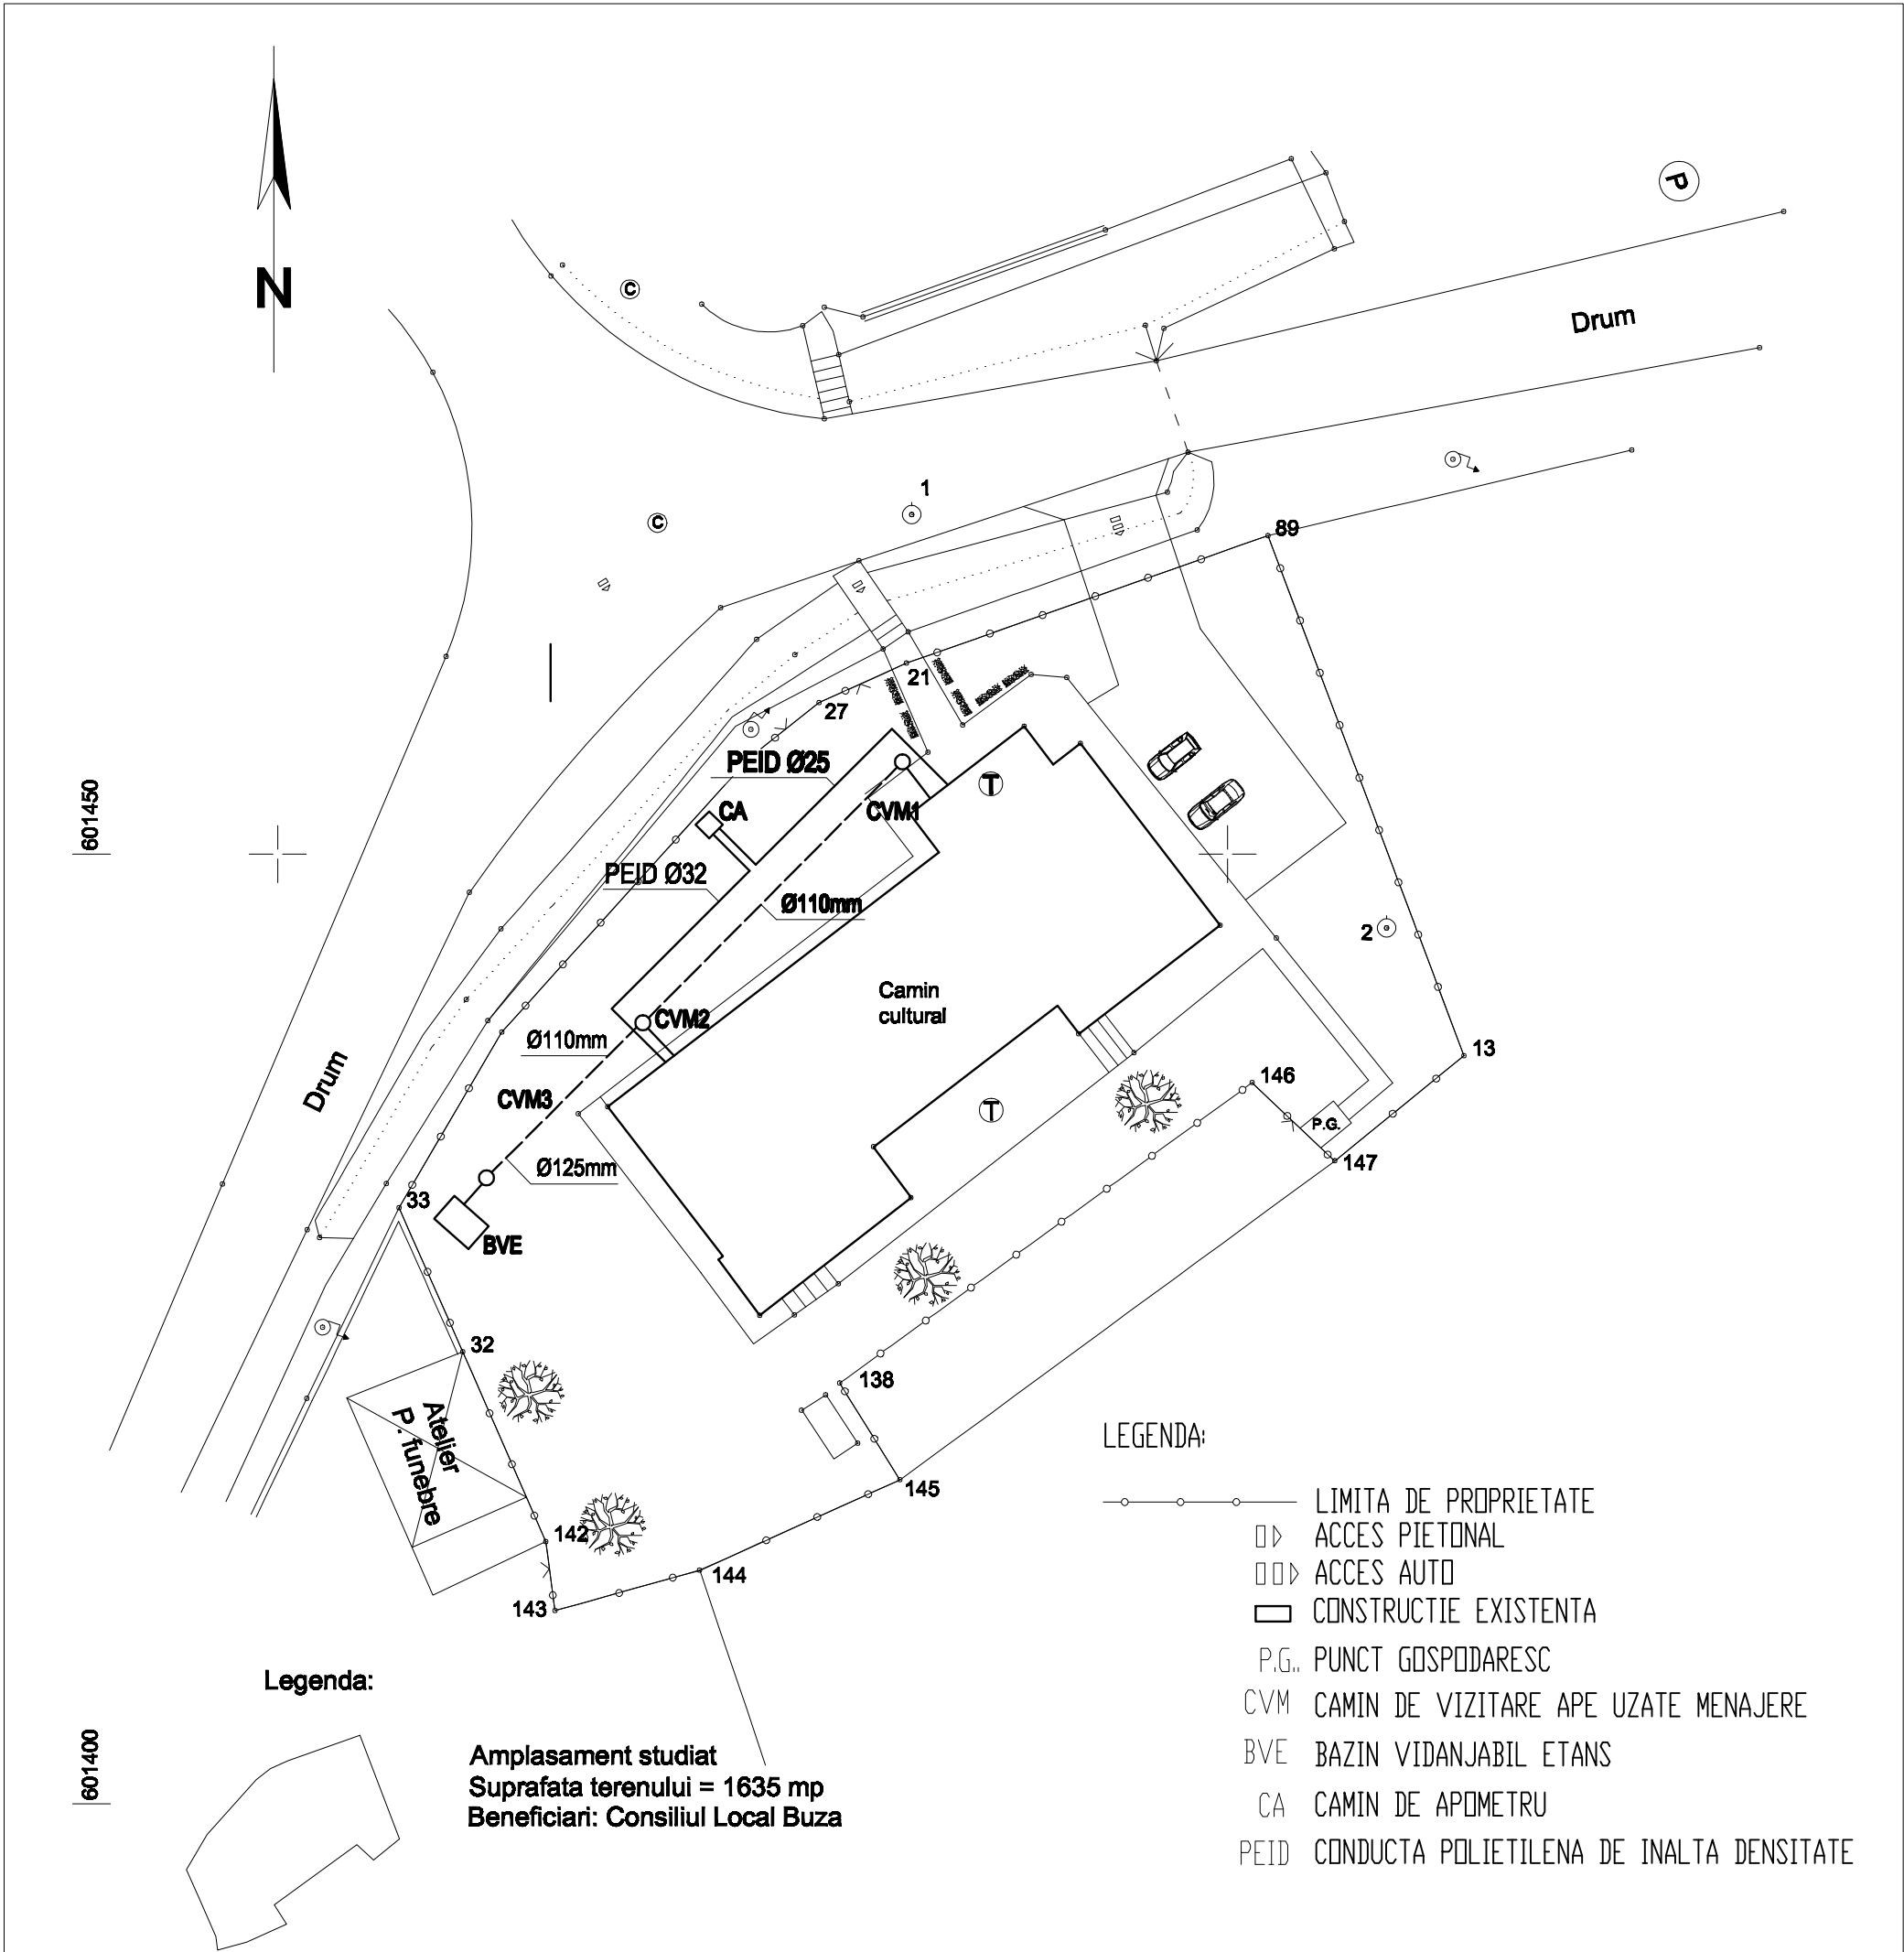 P
N
C
Drum
C
1
89
21
27
PEID Ø25
T
CA
CVM1
601450
PEID Ø32
Ø110mm
2
Camin
cultural
CVM2
Ø110mm
13
Drum
146
CVM3
T
P.G.
147
Ø125mm
33
BVE
32
138
Atelier
P. funebre
LEGENDA:
145
LIMITA DE PROPRIETATE
142
ACCES PIETONAL
144
ACCES AUTO
143
CONSTRUCTIE EXISTENTA
P.G.. PUNCT GOSPODARESC
Legenda:
CVM CAMIN DE VIZITARE APE UZATE MENAJERE
601400
Amplasament studiat
BVE BAZIN VIDANJABIL ETANS
Suprafata terenului = 1635 mp
CA CAMIN DE APOMETRU
Beneficiari: Consiliul Local Buza
PEID CONDUCTA POLIETILENA DE INALTA DENSITATE